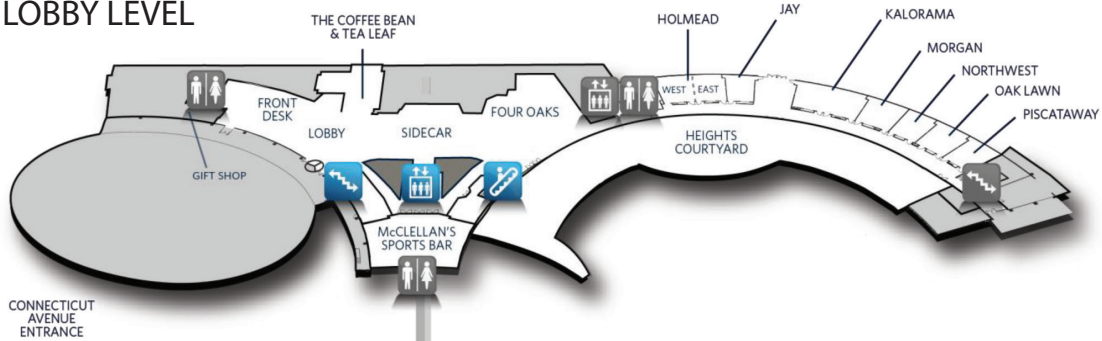 LOBBY LEVEL
THE COFFEE BEAN
& TEA LEAF
HOLMEAD
JAY
KALORAMA
MORGAN
NORTHWEST
OAK LAWN
PISCATAWAY
WEST
EAST
FRONT
DESK
LOBBY
SIDECAR
FOUR OAKS
HEIGHTS
COURTYARD
GIFT SHOP
McCLELLAN'S
SPORTS BAR
CONNECTICUT
AVENUE
ENTRANCE